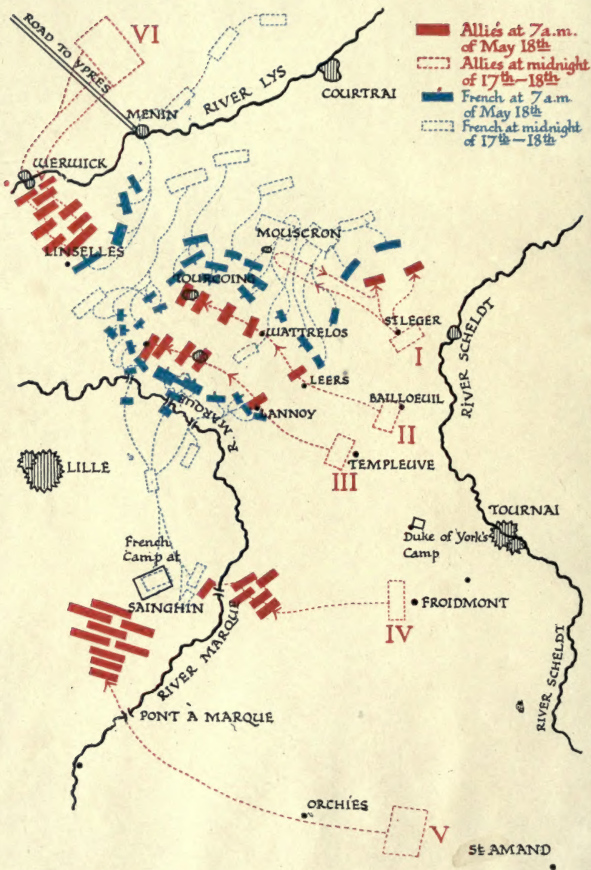 ROAD TO YPRES
VI
RIVER LYS
COURTRAI
MENIN
WERWICK
LINSELLES
Allies at 7 a.m.
of May 18th
Allies at midnight
of 17th–18th
French at 7 a.m
of May 18th
French at midnight
of 17th–18th
MOUSCRON
TOURCOING
WATTRELOS
ST LEGER
I
LEERS
BAILLOEUIL
II
LANNOY
R. MARQUE
III
TEMPLEUVE
RIVER SCHELDT
LILLE
TOURNAI
Duke of York's
Camp
French
Camp at
SAINGHIN
FROIDMONT
IV
RIVER MARQUE
RIVER SCHELDT
PONT À MARQUE
ORCHIÉS
V
St. AMAND